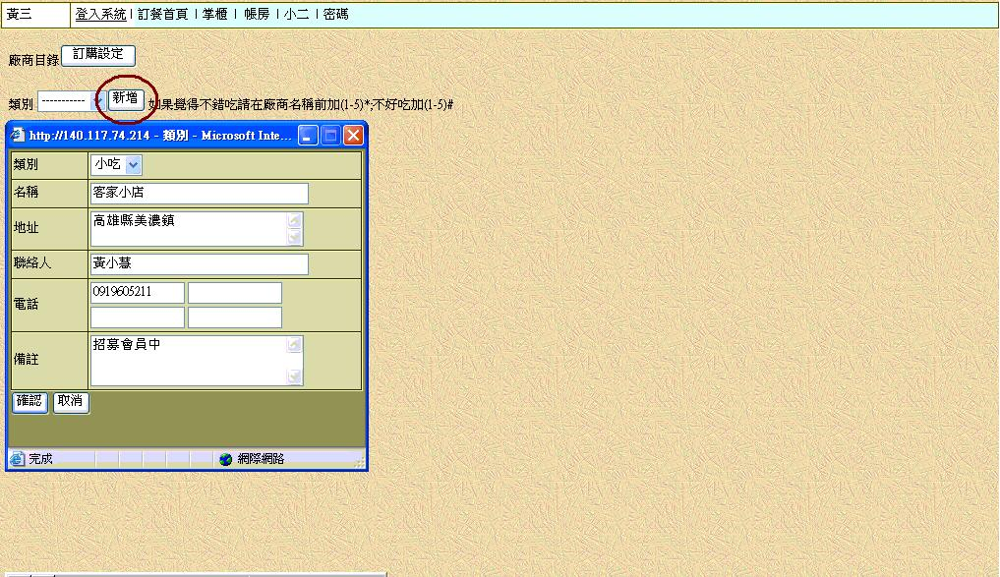 黃三 登入系統 | 訂餐首頁 | 掌櫃 | 帳房 | 小二 | 密碼
廠商目錄 訂購設定
類別 ----------- 新增 如果覺得不錯吃請在廠商名稱前加(1-5)*;不好吃加(1-5)#
http://140.117.74.214 - 類別 - Microsoft Inte...
類別 小吃
名稱 客家小店
地址 高雄縣美濃鎮
聯絡人 黃小慧
電話 0919605211
備註 招募會員中
確認 取消
完成 網際網路